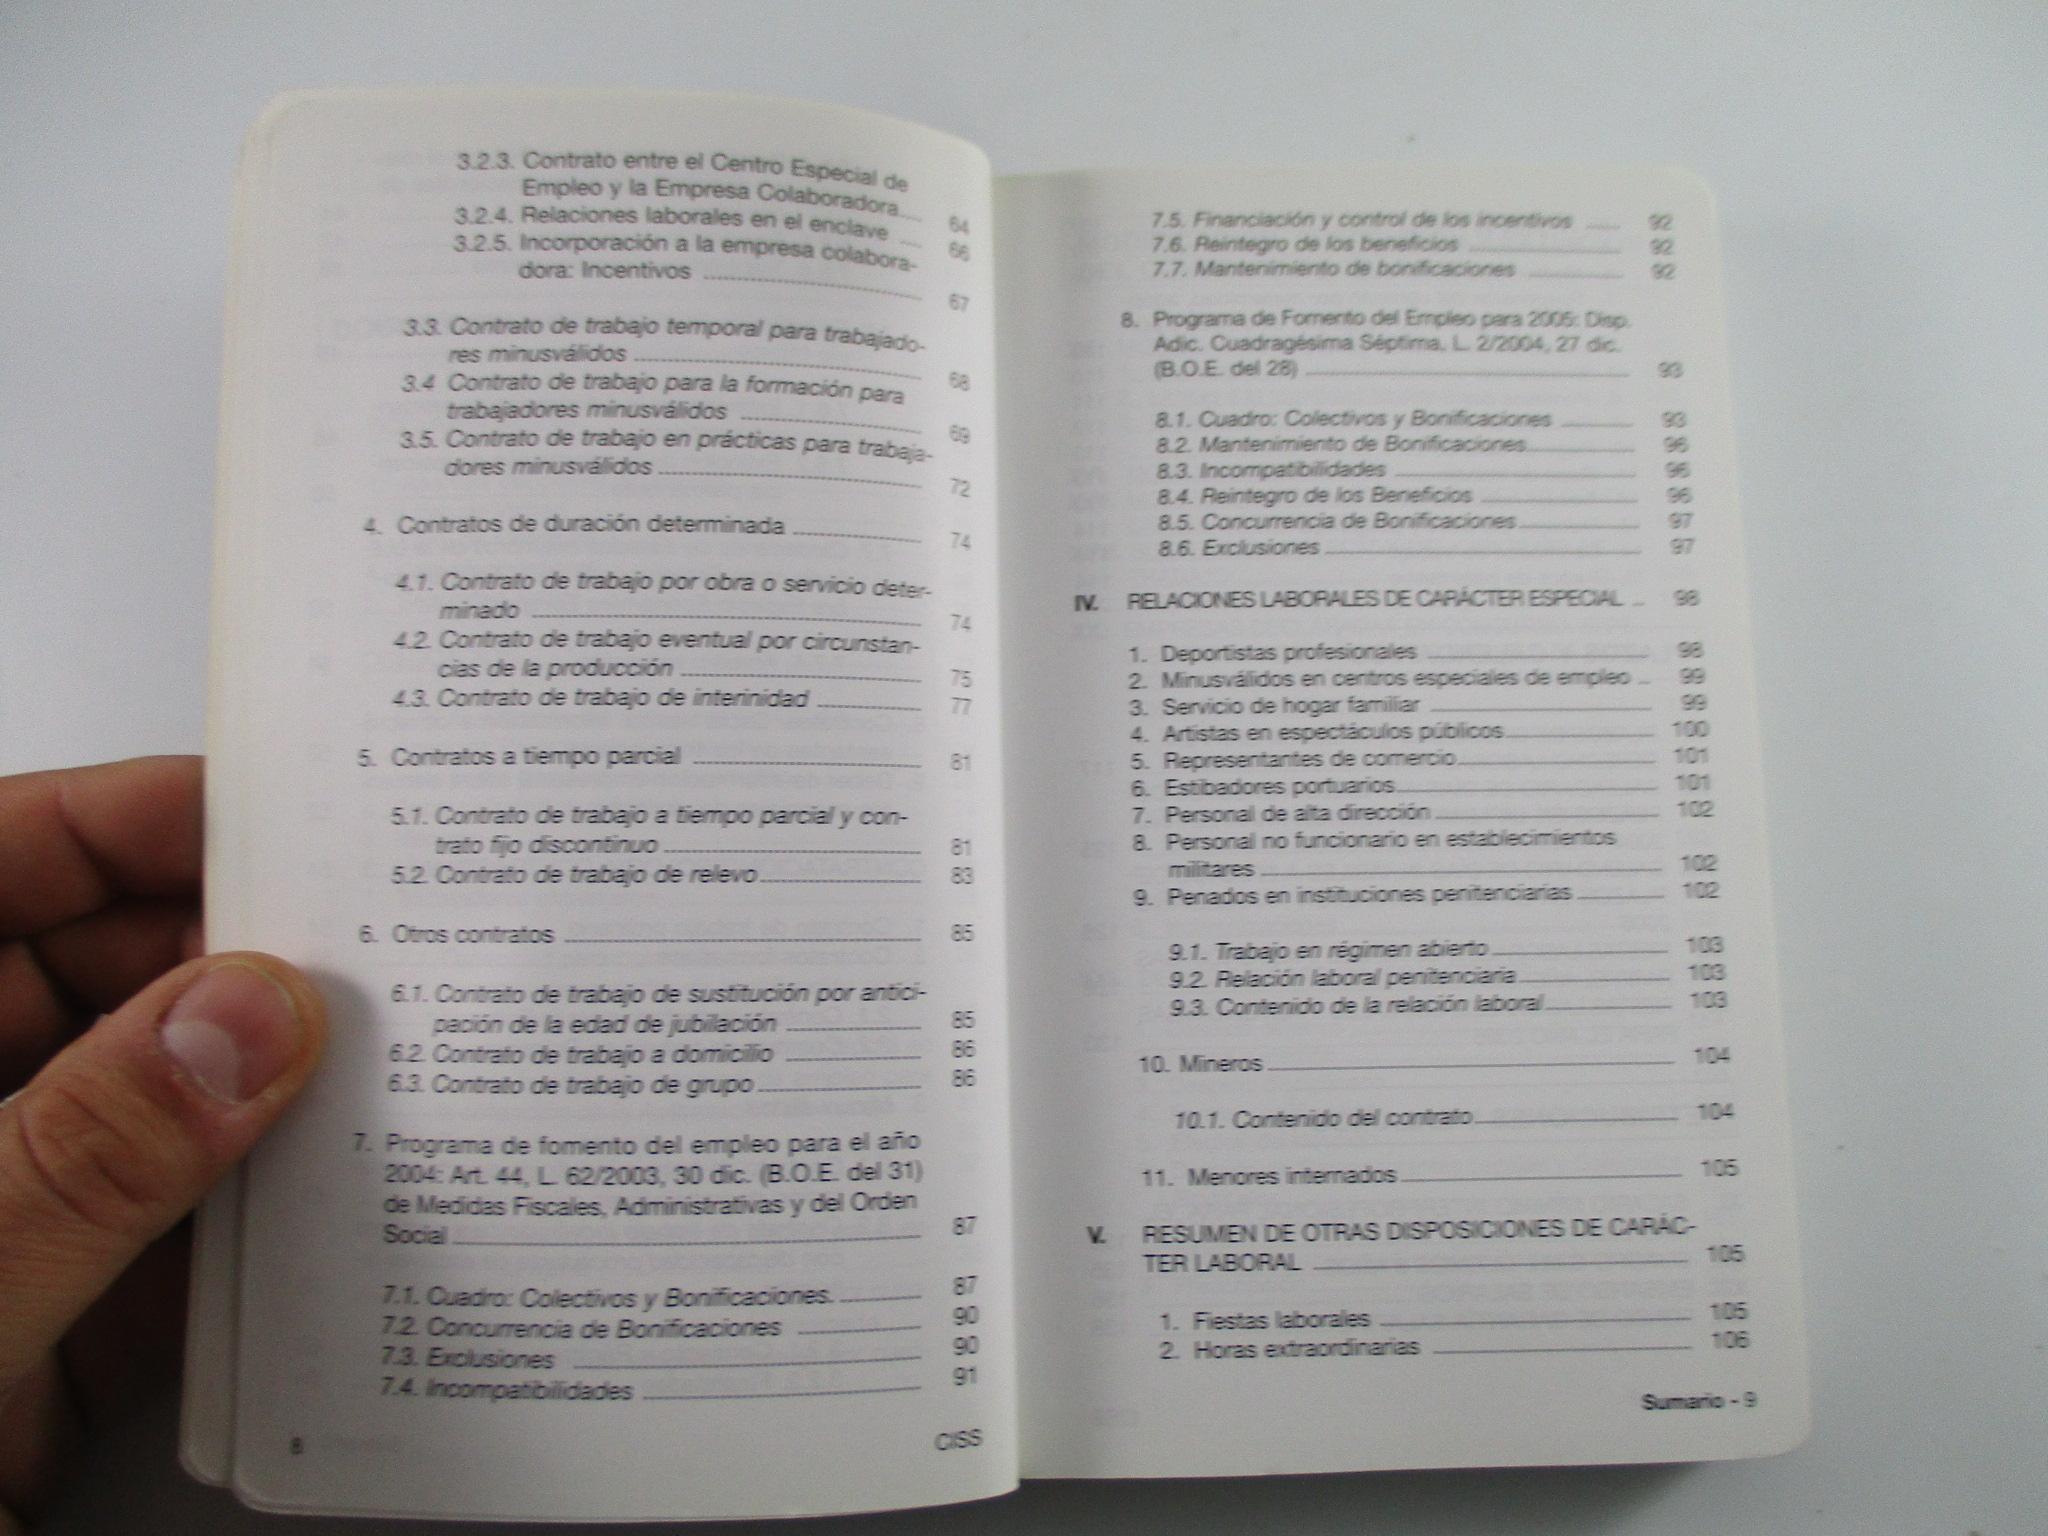 3.2.3. Contrato entre el Centro Especial de
Empleo y la Empresa Colaboradora.... 64
3.2.4. Relaciones laborales en el enclave .... 66
3.2.5. Incorporación a la empresa colabora-
dora: Incentivos .......... 67
3.3. Contrato de trabajo temporal para trabajado-
res minusválidos .......... 68
3.4 Contrato de trabajo para la formación para
trabajadores minusválidos .......... 69
3.5. Contrato de trabajo en prácticas para trabaja-
dores minusválidos .......... 72
4. Contratos de duración determinada .......... 74
4.1. Contrato de trabajo por obra o servicio deter-
minado .......... 74
4.2. Contrato de trabajo eventual por circunstan-
cias de la producción .......... 75
4.3. Contrato de trabajo de interinidad .......... 77
5. Contratos a tiempo parcial .......... 81
5.1. Contrato de trabajo a tiempo parcial y con-
trato fijo discontinuo .......... 81
5.2. Contrato de trabajo de relevo .......... 83
6. Otros contratos .......... 85
6.1. Contrato de trabajo de sustitución por antici-
pación de la edad de jubilación .......... 85
6.2. Contrato de trabajo a domicilio .......... 86
6.3. Contrato de trabajo de grupo .......... 86
7. Programa de fomento del empleo para el año
2004: Art. 44, L. 62/2003, 30 dic. (B.O.E. del 31)
de Medidas Fiscales, Administrativas y del Orden
Social .......... 87
7.1. Cuadro: Colectivos y Bonificaciones. .......... 87
7.2. Concurrencia de Bonificaciones .......... 90
7.3. Exclusiones .......... 90
7.4. Incompatibilidades .......... 91
8 CISS
7.5. Financiación y control de los incentivos ...... 92
7.6. Reintegro de los beneficios .......... 92
7.7. Mantenimiento de bonificaciones .......... 92
8. Programa de Fomento del Empleo para 2005: Disp.
Adic. Cuadragésima Séptima, L. 2/2004, 27 dic.
(B.O.E. del 28) .......... 93
8.1. Cuadro: Colectivos y Bonificaciones .......... 93
8.2. Mantenimiento de Bonificaciones .......... 96
8.3. Incompatibilidades .......... 96
8.4. Reintegro de los Beneficios .......... 96
8.5. Concurrencia de Bonificaciones .......... 97
8.6. Exclusiones .......... 97
IV. RELACIONES LABORALES DE CARÁCTER ESPECIAL .. 98
1. Deportistas profesionales .......... 98
2. Minusválidos en centros especiales de empleo .. 99
3. Servicio de hogar familiar .......... 99
4. Artistas en espectáculos públicos .......... 100
5. Representantes de comercio .......... 101
6. Estibadores portuarios .......... 101
7. Personal de alta dirección .......... 102
8. Personal no funcionario en establecimientos
militares .......... 102
9. Penados en instituciones penitenciarias .......... 102
9.1. Trabajo en régimen abierto .......... 103
9.2. Relación laboral penitenciaria .......... 103
9.3. Contenido de la relación laboral .......... 103
10. Mineros .......... 104
10.1. Contenido del contrato .......... 104
11. Menores internados .......... 105
V. RESUMEN DE OTRAS DISPOSICIONES DE CARÁC-
TER LABORAL .......... 105
1. Fiestas laborales .......... 105
2. Horas extraordinarias .......... 106
Sumario - 9